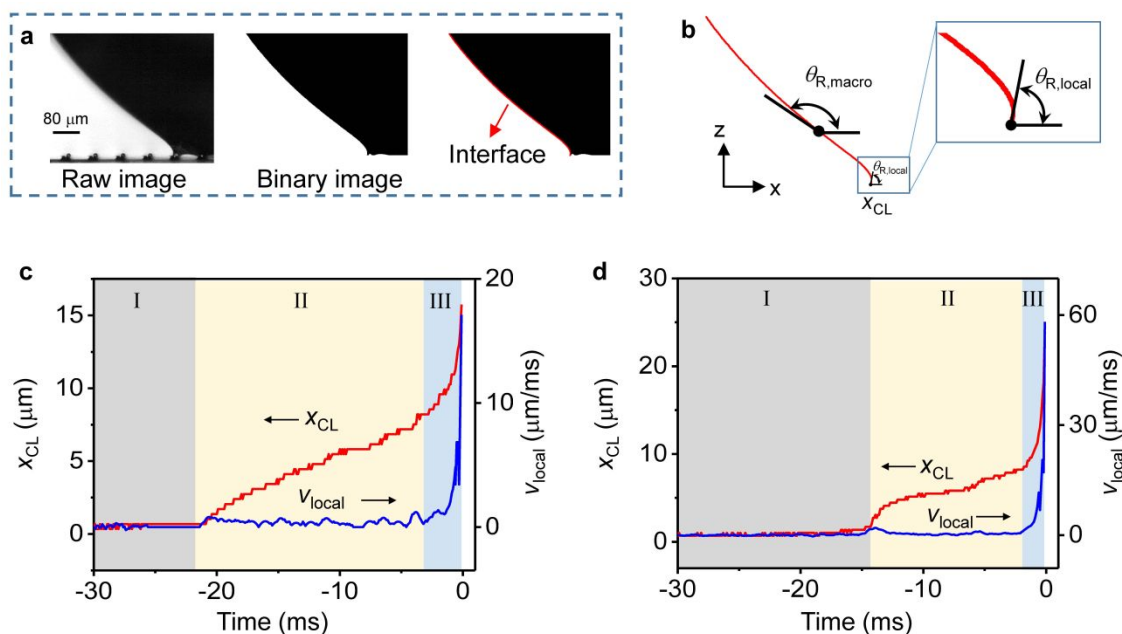 a
80 μm
Raw image
Binary image
Interface
b
θR,macro
θR,local
θR,local
z
x
xCL
c
I
II
III
xCL
vlocal
xCL (μm)
15
10
5
0
vlocal (μm/ms)
20
10
0
-30
-20
-10
0
Time (ms)
d
I
II
III
xCL
vlocal
xCL (μm)
30
25
20
15
10
5
0
vlocal (μm/ms)
60
30
0
-30
-20
-10
0
Time (ms)